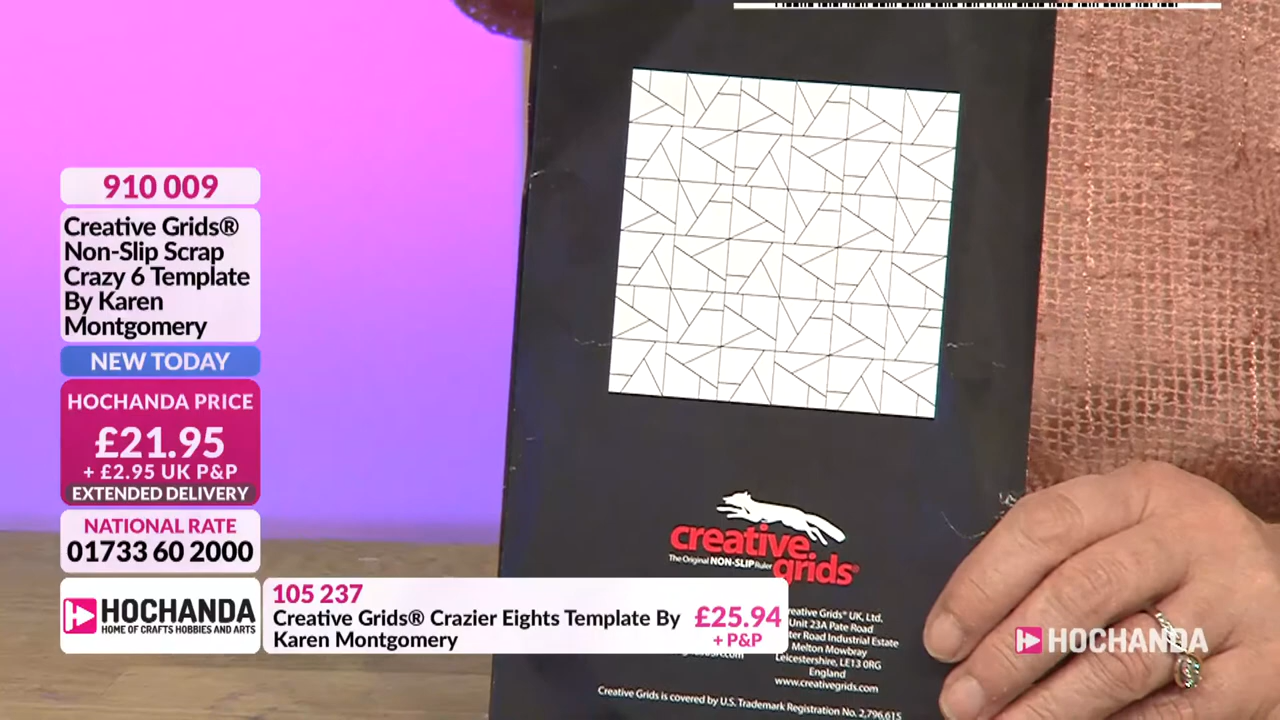 910 009
Creative Grids®
Non-Slip Scrap
Crazy 6 Template
By Karen
Montgomery
NEW TODAY
HOCHANDA PRICE
£21.95
+ £2.95 UK P&P
EXTENDED DELIVERY
NATIONAL RATE
01733 60 2000
HOCHANDA
HOME OF CRAFTS HOBBIES AND ARTS
105 237
Creative Grids® Crazier Eights Template By
Karen Montgomery
£25.94
+ P&P
creative
The Original NON-SLIP Ruler
grids®
Creative Grids® UK, Ltd.
Unit 23A Pate Road
Road Industrial Estate
Melton Mowbray
Leicestershire, LE13 0RG
England
www.creativegrids.com
Creative Grids is covered by U.S. Trademark Registration No. 2,796,615
HOCHANDA